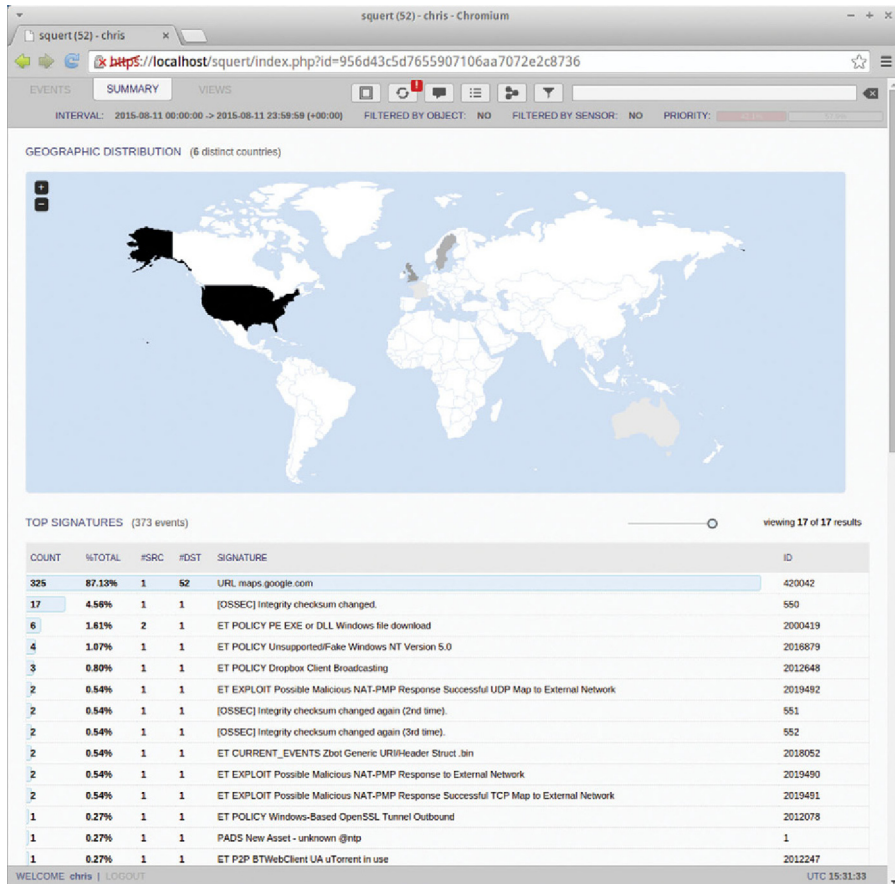 squert (52) - chris - Chromium
squert (52) - chris
https://localhost/squert/index.php?id=956d43c5d7655907106aa7072e2c8736
EVENTS SUMMARY VIEWS
INTERVAL: 2015-08-11 00:00:00 -> 2015-08-11 23:59:59 (+00:00) FILTERED BY OBJECT: NO FILTERED BY SENSOR: NO PRIORITY:
GEOGRAPHIC DISTRIBUTION (6 distinct countries)
TOP SIGNATURES (373 events) viewing 17 of 17 results
COUNT %TOTAL #SRC #DST SIGNATURE ID
325 87.13% 1 52 URL maps.google.com 420042
17 4.56% 1 1 [OSSEC] Integrity checksum changed. 550
6 1.61% 2 1 ET POLICY PE EXE or DLL Windows file download 2000419
4 1.07% 1 1 ET POLICY Unsupported/Fake Windows NT Version 5.0 2016879
3 0.80% 1 1 ET POLICY Dropbox Client Broadcasting 2012648
2 0.54% 1 1 ET EXPLOIT Possible Malicious NAT-PMP Response Successful UDP Map to External Network 2019492
2 0.54% 1 1 [OSSEC] Integrity checksum changed again (2nd time). 551
2 0.54% 1 1 [OSSEC] Integrity checksum changed again (3rd time). 552
2 0.54% 1 1 ET CURRENT_EVENTS Zbot Generic URI/Header Struct .bin 2018052
2 0.54% 1 1 ET EXPLOIT Possible Malicious NAT-PMP Response to External Network 2019490
2 0.54% 1 1 ET EXPLOIT Possible Malicious NAT-PMP Response Successful TCP Map to External Network 2019491
1 0.27% 1 1 ET POLICY Windows-Based OpenSSL Tunnel Outbound 2012078
1 0.27% 1 1 PADS New Asset - unknown @ntp 1
1 0.27% 1 1 ET P2P BTWebClient UA uTorrent in use 2012247
WELCOME chris | LOGOUT UTC 15:31:33